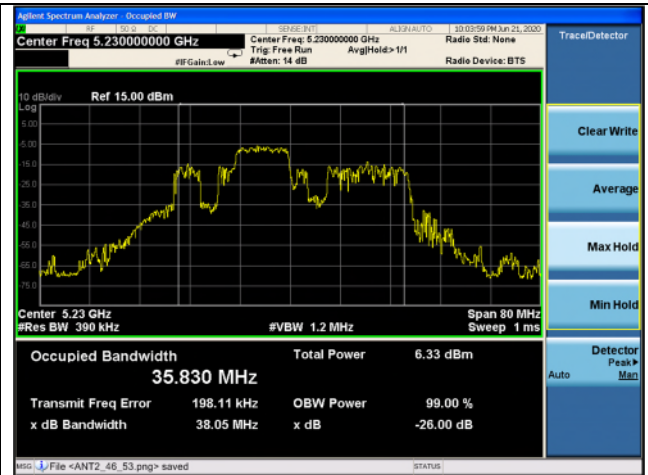 Agilent Spectrum Analyzer - Occupied BW
RF 50 Ω DC SENSE:INT ALIGN AUTO 10:03:59 PM Jun 21, 2020
Center Freq 5.230000000 GHz Center Freq: 5.230000000 GHz Radio Std: None Trace/Detector
Trig: Free Run Avg|Hold:>1/1
#IFGain:Low #Atten: 14 dB Radio Device: BTS
10 dB/div Ref 15.00 dBm
Log
5.00
-5.00
-15.0
-25.0
-35.0
-45.0
-55.0
-65.0
-75.0
Clear Write
Average
Max Hold
Min Hold
Center 5.23 GHz Span 80 MHz
#Res BW 390 kHz #VBW 1.2 MHz Sweep 1 ms
Occupied Bandwidth Total Power 6.33 dBm
35.830 MHz
Transmit Freq Error 198.11 kHz OBW Power 99.00 %
x dB Bandwidth 38.05 MHz x dB -26.00 dB
Detector
Peak▶
Auto Man
MSG File <ANT2_46_53.png> saved STATUS